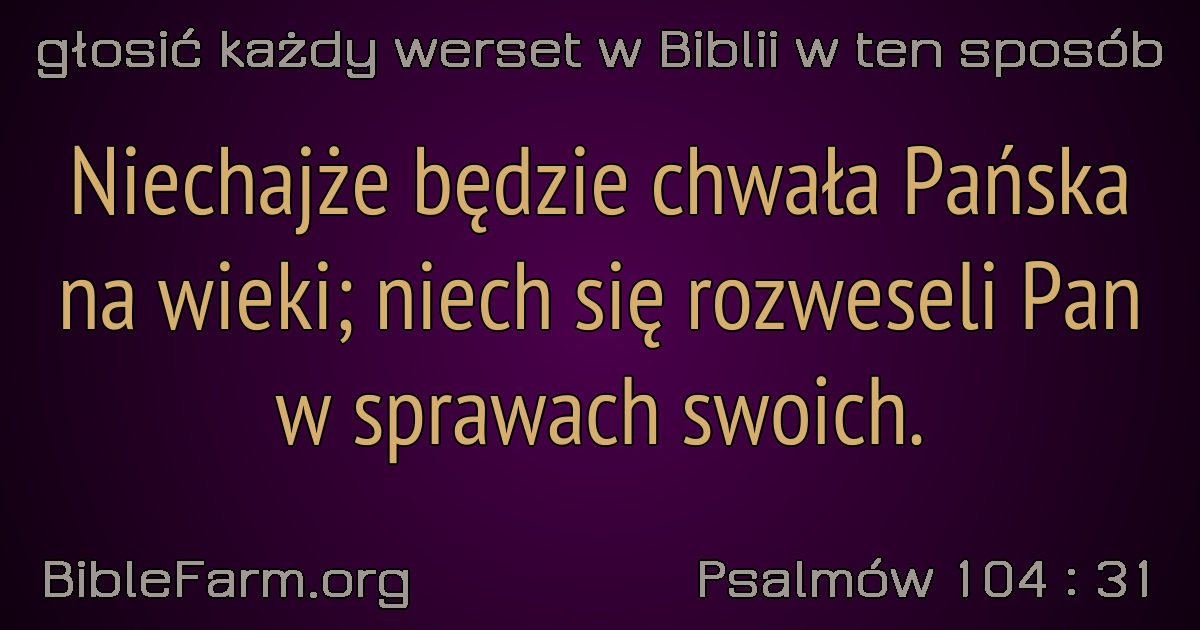 głosić każdy werset w Biblii w ten sposób
Niechajże będzie chwała Pańska
na wieki; niech się rozweseli Pan
w sprawach swoich.
BibleFarm.org
Psalmów 104 : 31